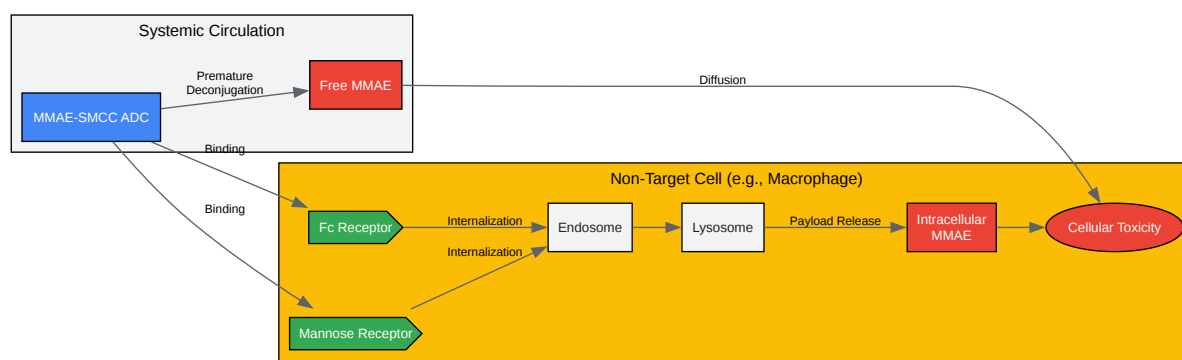 Systemic Circulation
Premature
Deconjugation
Free MMAE
MMAE-SMCC ADC
Diffusion
Binding
Binding
Non-Target Cell (e.g., Macrophage)
Fc Receptor
Internalization
Internalization
Endosome
Lysosome
Payload Release
Intracellular
MMAE
Cellular Toxicity
Mannose Receptor